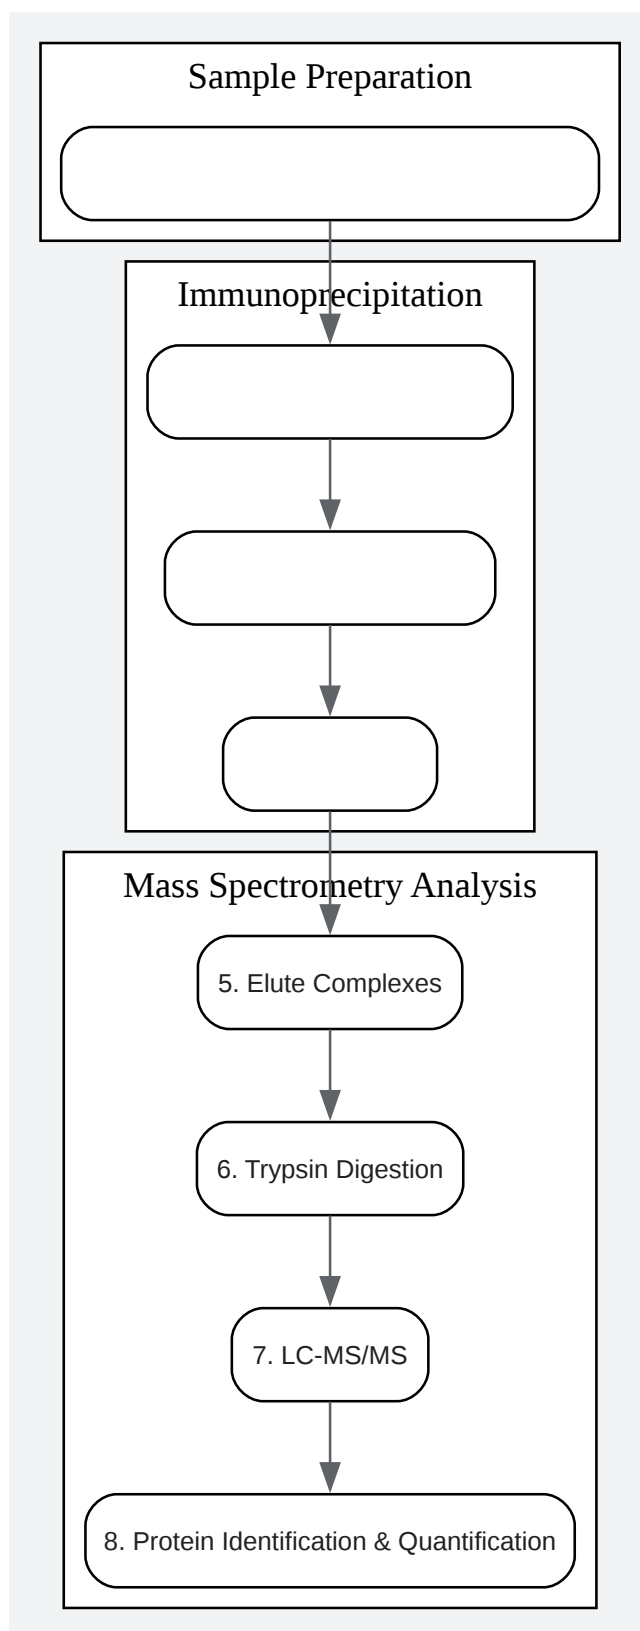 Sample Preparation
Immunoprecipitation
Mass Spectrometry Analysis
5. Elute Complexes
6. Trypsin Digestion
7. LC-MS/MS
8. Protein Identification & Quantification